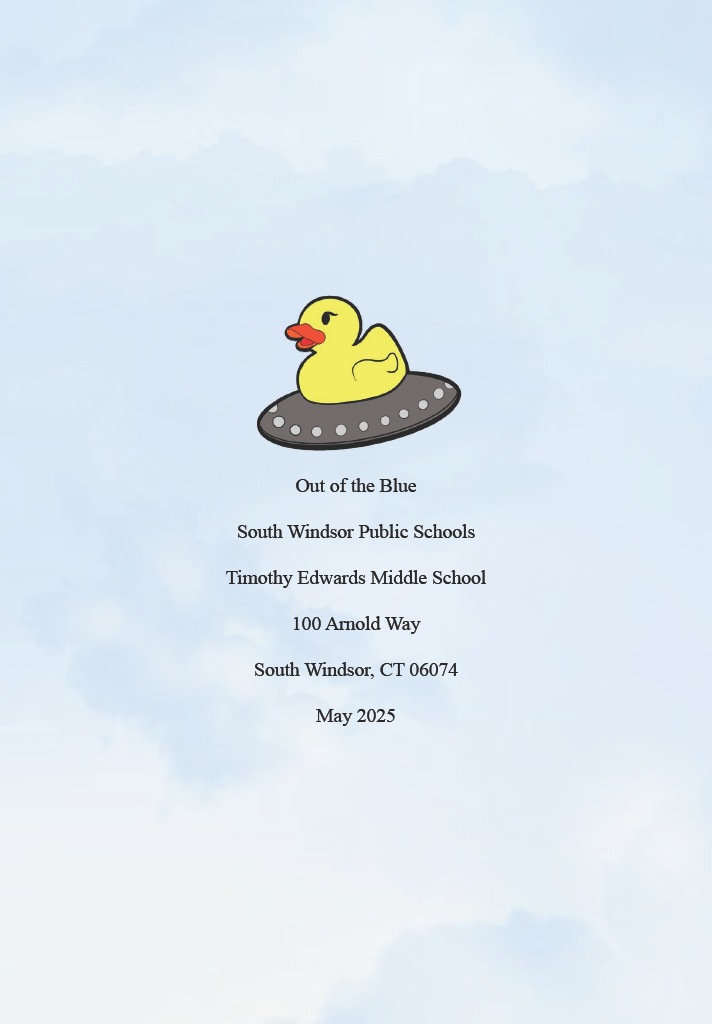 Out of the Blue
South Windsor Public Schools
Timothy Edwards Middle School
100 Arnold Way
South Windsor, CT 06074
May 2025